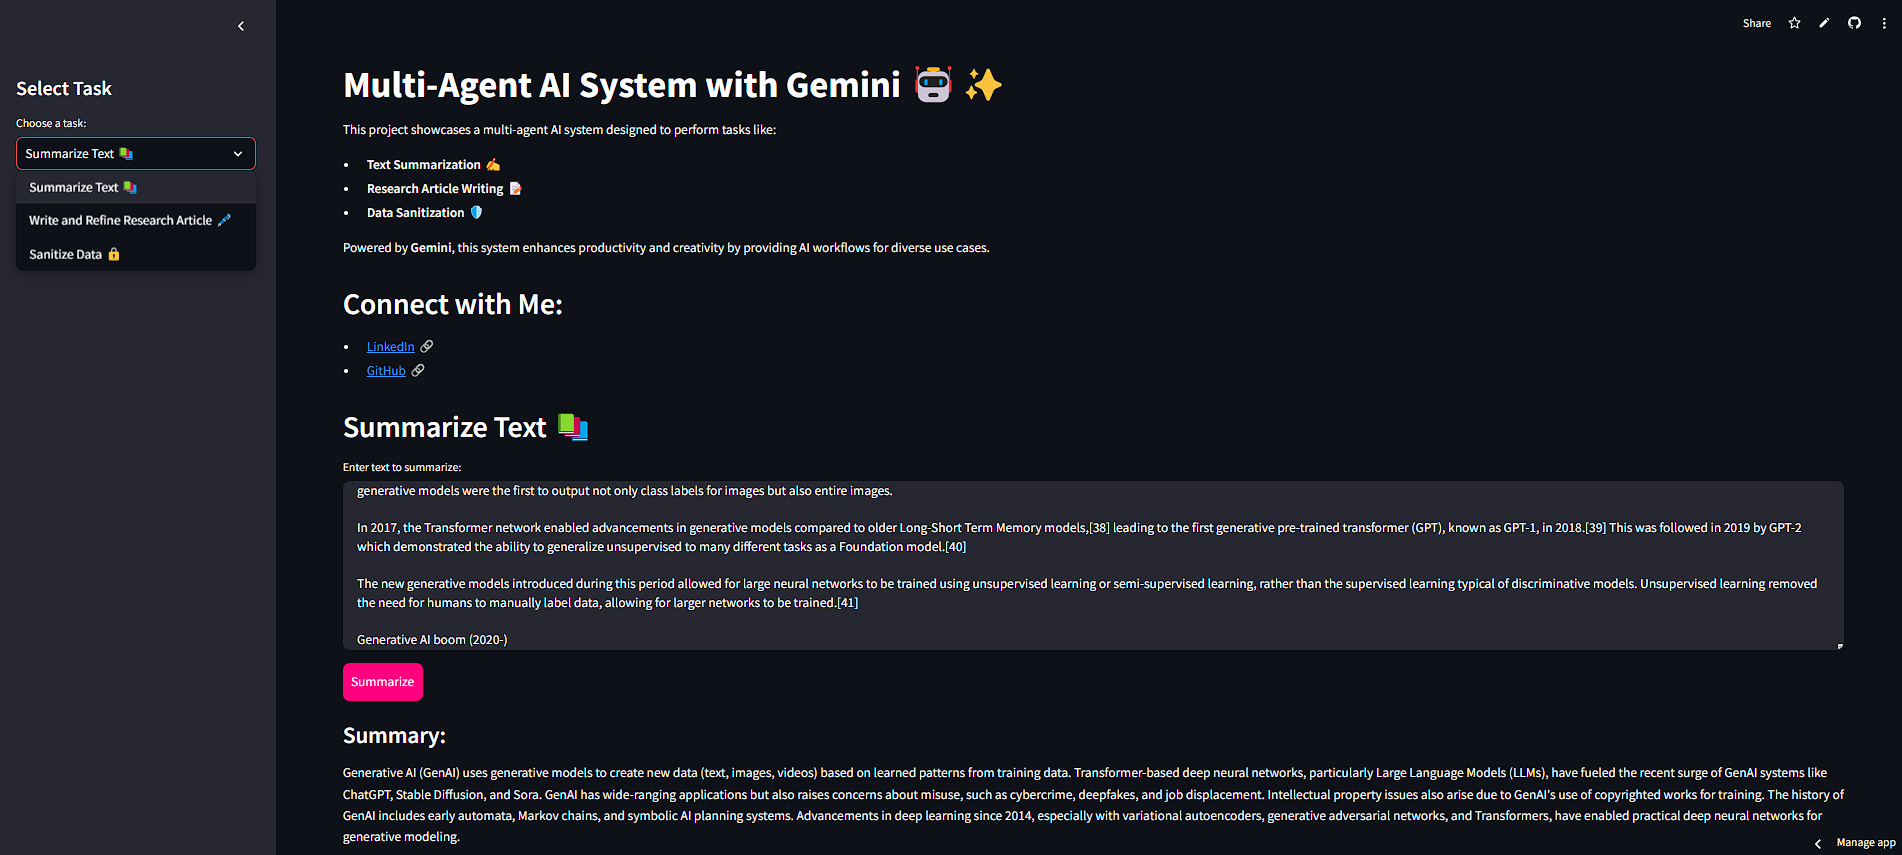 Share
Select Task
Choose a task:
Summarize Text 📚
Summarize Text 📚
Write and Refine Research Article 🖊️
Sanitize Data 🔒
Multi-Agent AI System with Gemini 🤖 ✨
This project showcases a multi-agent AI system designed to perform tasks like:
• Text Summarization ✍️
• Research Article Writing 📝
• Data Sanitization 🛡️
Powered by Gemini, this system enhances productivity and creativity by providing AI workflows for diverse use cases.
Connect with Me:
• LinkedIn 🔗
• GitHub 🔗
Summarize Text 📚
Enter text to summarize:
generative models were the first to output not only class labels for images but also entire images.
In 2017, the Transformer network enabled advancements in generative models compared to older Long-Short Term Memory models,[38] leading to the first generative pre-trained transformer (GPT), known as GPT-1, in 2018.[39] This was followed in 2019 by GPT-2
which demonstrated the ability to generalize unsupervised to many different tasks as a Foundation model.[40]
The new generative models introduced during this period allowed for large neural networks to be trained using unsupervised learning or semi-supervised learning, rather than the supervised learning typical of discriminative models. Unsupervised learning removed
the need for humans to manually label data, allowing for larger networks to be trained.[41]
Generative AI boom (2020-)
Summarize
Summary:
Generative AI (GenAI) uses generative models to create new data (text, images, videos) based on learned patterns from training data. Transformer-based deep neural networks, particularly Large Language Models (LLMs), have fueled the recent surge of GenAI systems like
ChatGPT, Stable Diffusion, and Sora. GenAI has wide-ranging applications but also raises concerns about misuse, such as cybercrime, deepfakes, and job displacement. Intellectual property issues also arise due to GenAI's use of copyrighted works for training. The history of
GenAI includes early automata, Markov chains, and symbolic AI planning systems. Advancements in deep learning since 2014, especially with variational autoencoders, generative adversarial networks, and Transformers, have enabled practical deep neural networks for
generative modeling.
Manage app